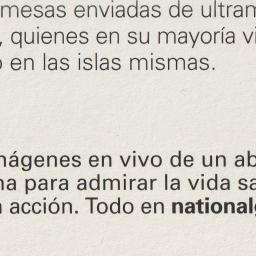 mesas enviadas de ultram
, quienes en su mayoría vi
o en las islas mismas.
mágenes en vivo de un ab
na para admirar la vida sa
n acción. Todo en nationalg